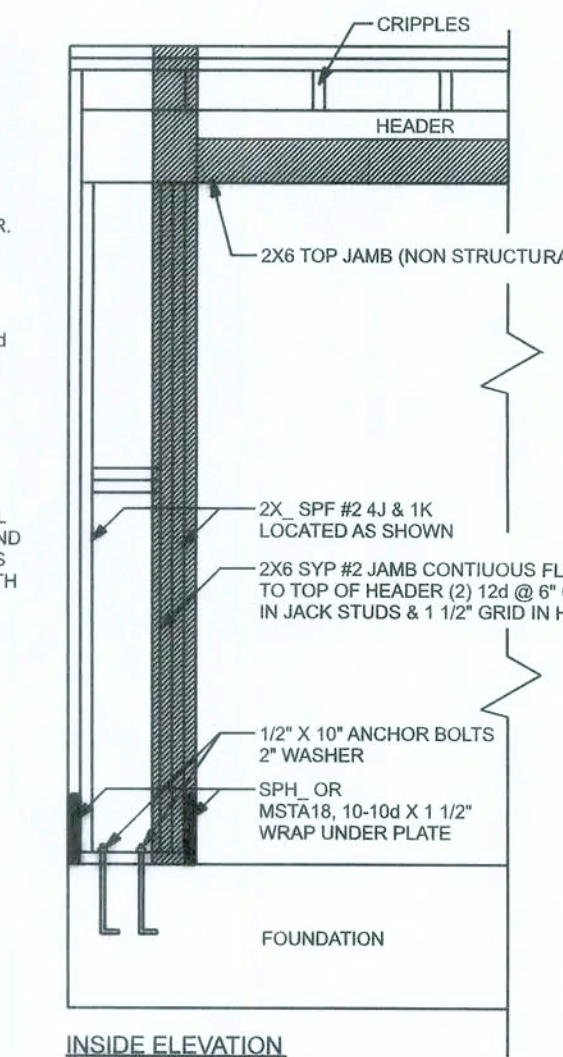 CRIPPLES
HEADER
R.
2X6 TOP JAMB (NON STRUCTURA
d
L
ND
S
TH
2X_ SPF #2 4J & 1K
LOCATED AS SHOWN
2X6 SYP #2 JAMB CONTIUOUS FL
TO TOP OF HEADER (2) 12d @ 6"
IN JACK STUDS & 1 1/2" GRID IN H
1/2" X 10" ANCHOR BOLTS
2" WASHER
SPH_ OR
MSTA18, 10-10d X 1 1/2"
WRAP UNDER PLATE
FOUNDATION
INSIDE ELEVATION